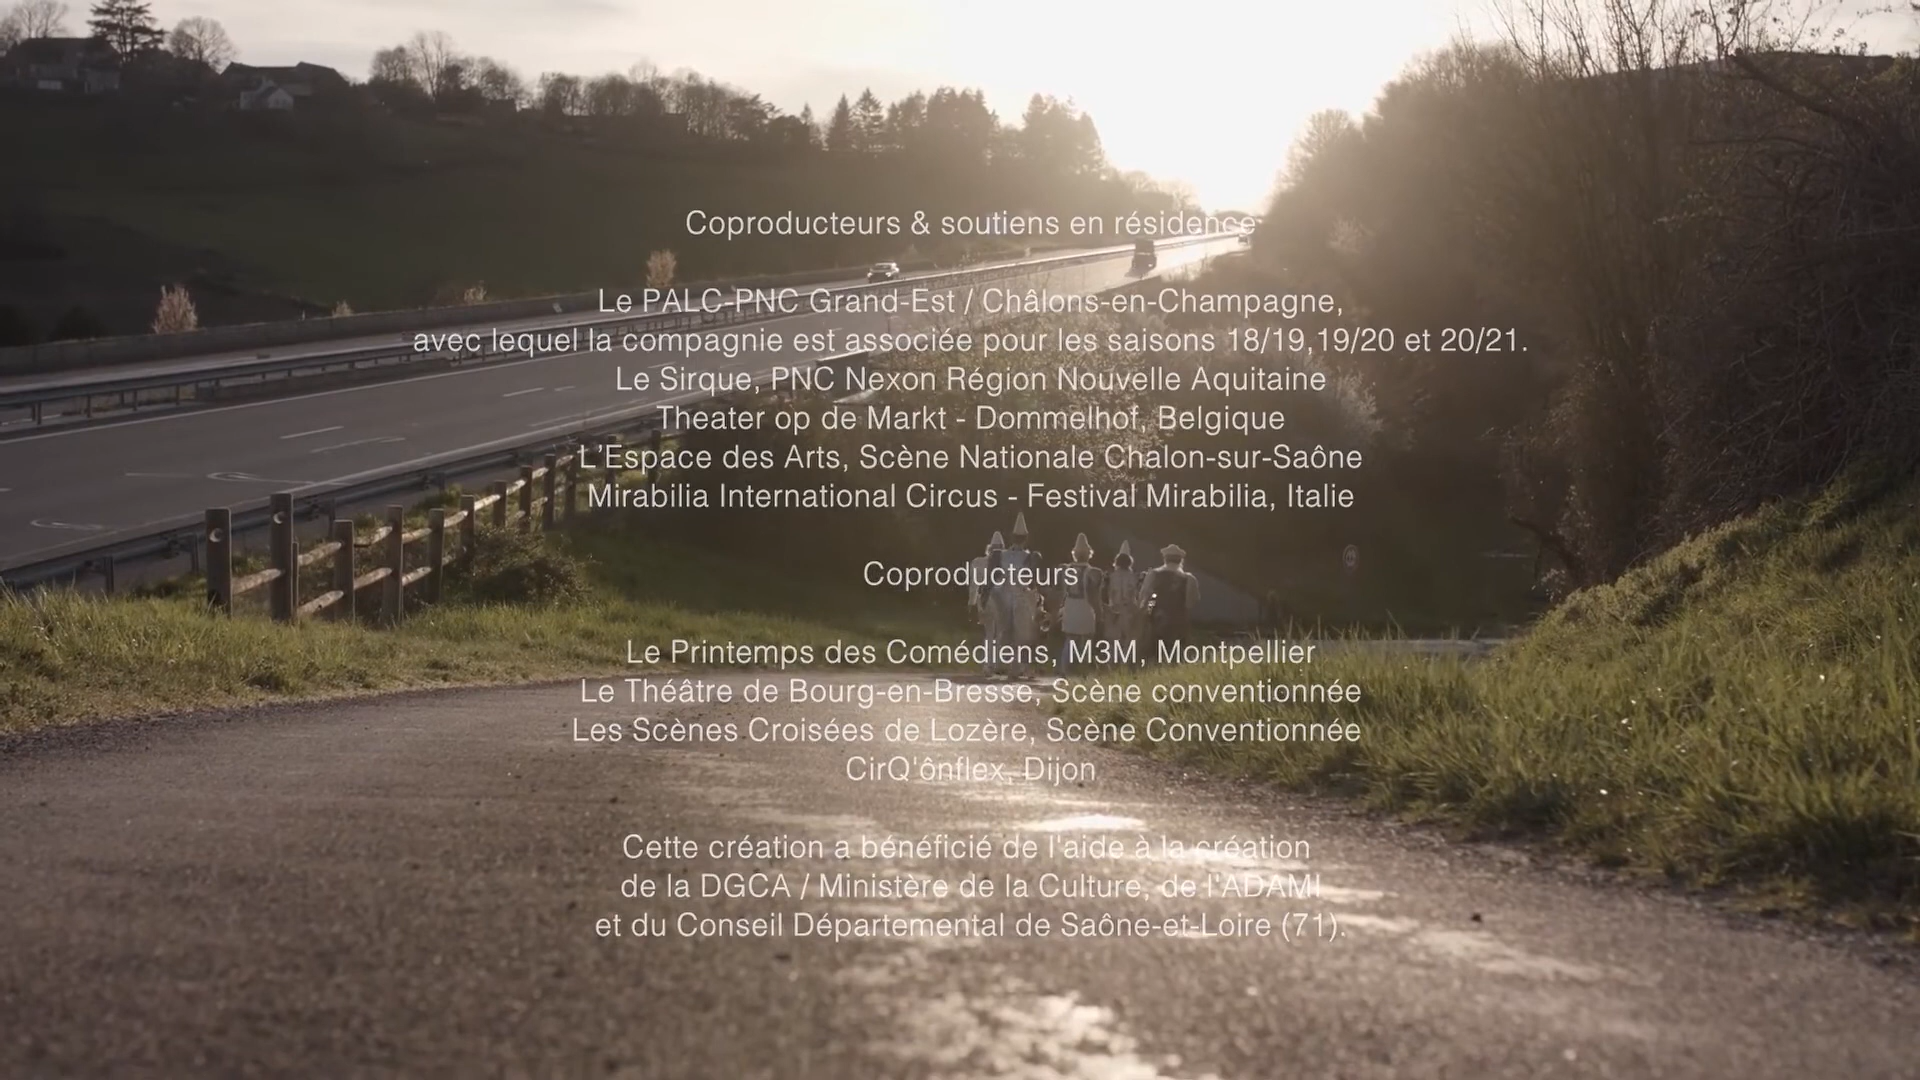 Coproducteurs & soutiens en résidence
Le PALC-PNC Grand-Est / Châlons-en-Champagne,
avec lequel la compagnie est associée pour les saisons 18/19,19/20 et 20/21.
Le Sirque, PNC Nexon Région Nouvelle Aquitaine
Theater op de Markt - Dommelhof, Belgique
L'Espace des Arts, Scène Nationale Chalon-sur-Saône
Mirabilia International Circus - Festival Mirabilia, Italie
Coproducteurs
Le Printemps des Comédiens, M3M, Montpellier
Le Théâtre de Bourg-en-Bresse, Scène conventionnée
Les Scènes Croisées de Lozère, Scène Conventionnée
CirQ'ônflex, Dijon
Cette création a bénéficié de l'aide à la création
de la DGCA / Ministère de la Culture, de l'ADAMI
et du Conseil Départemental de Saône-et-Loire (71).